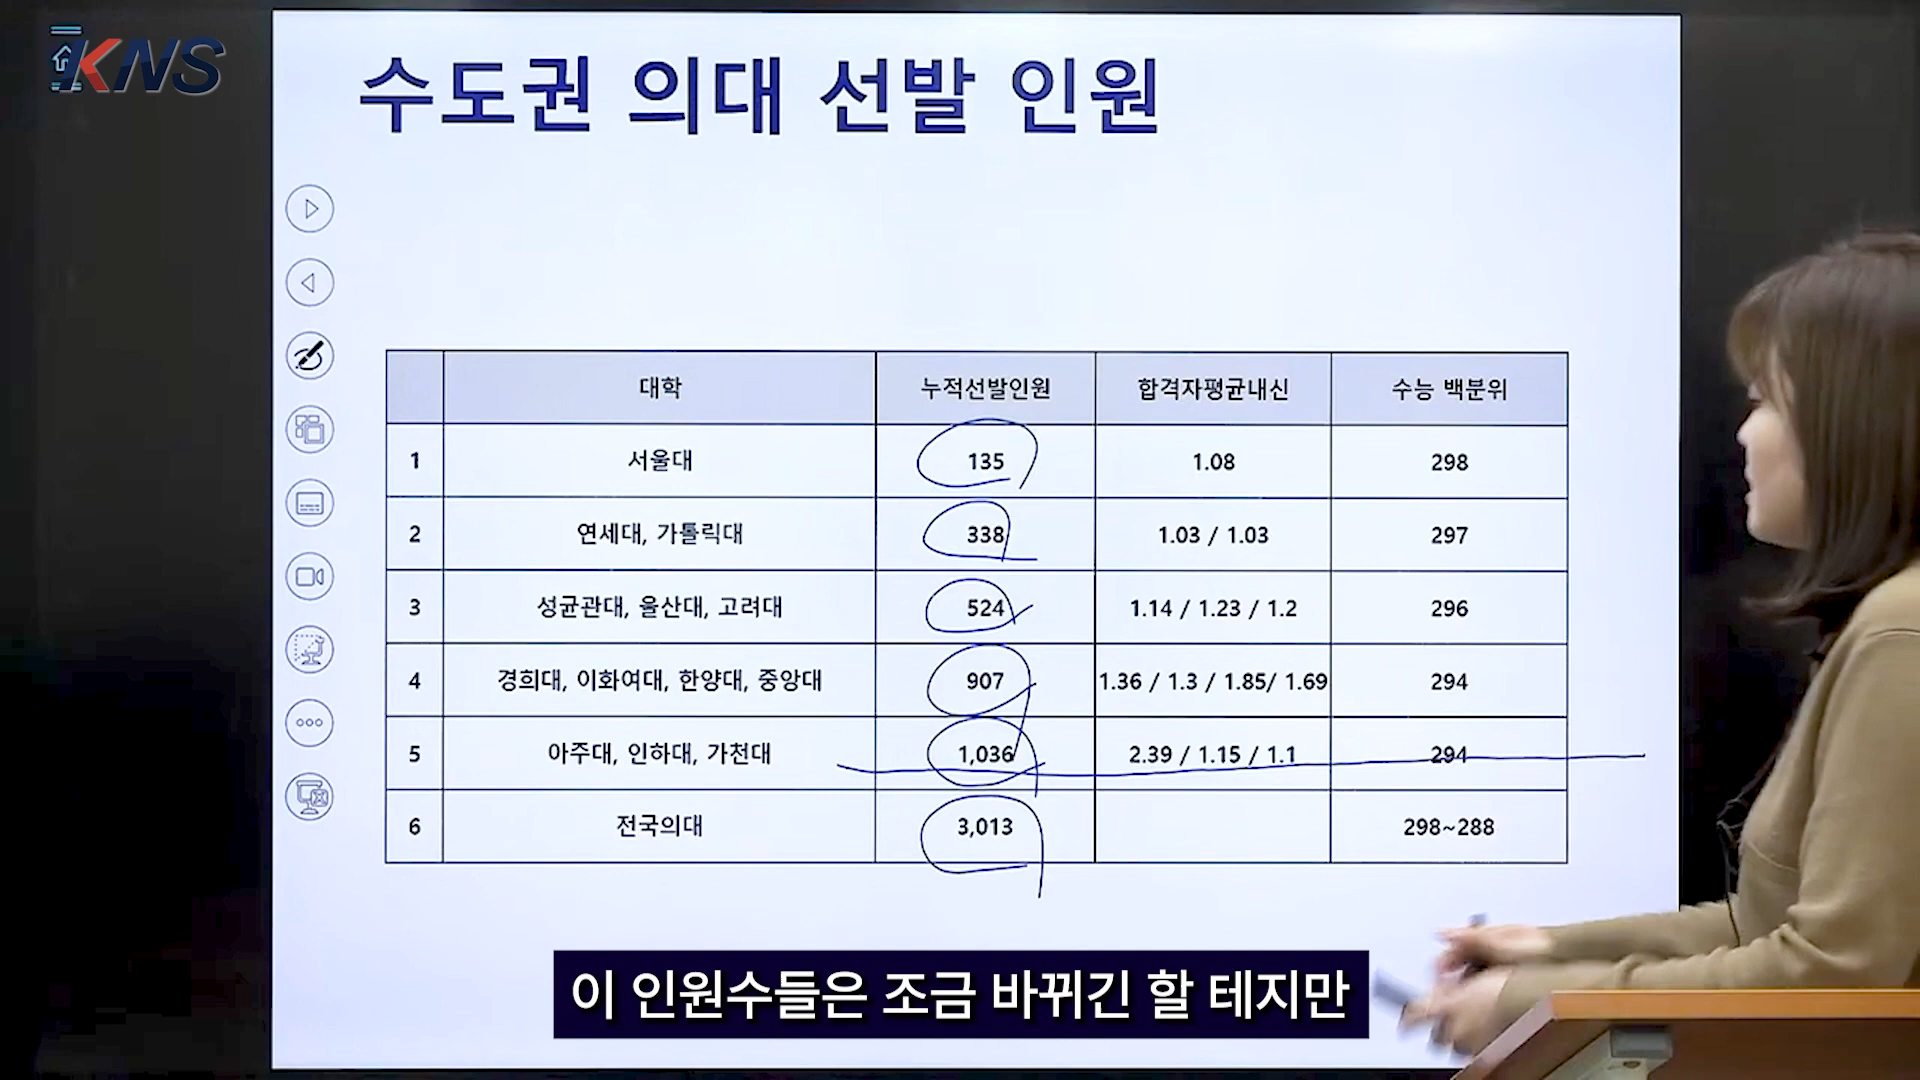 KNS
수도권 의대 선발 인원
대학 누적선발인원 합격자평균내신 수능 백분위
1 서울대 135 1.08 298
2 연세대, 가톨릭대 338 1.03 / 1.03 297
3 성균관대, 울산대, 고려대 524 1.14 / 1.23 / 1.2 296
4 경희대, 이화여대, 한양대, 중앙대 907 1.36 / 1.3 / 1.85/ 1.69 294
5 아주대, 인하대, 가천대 1,036 2.39 / 1.15 / 1.1 294
6 전국의대 3,013 298~288
이 인원수들은 조금 바뀌긴 할 테지만